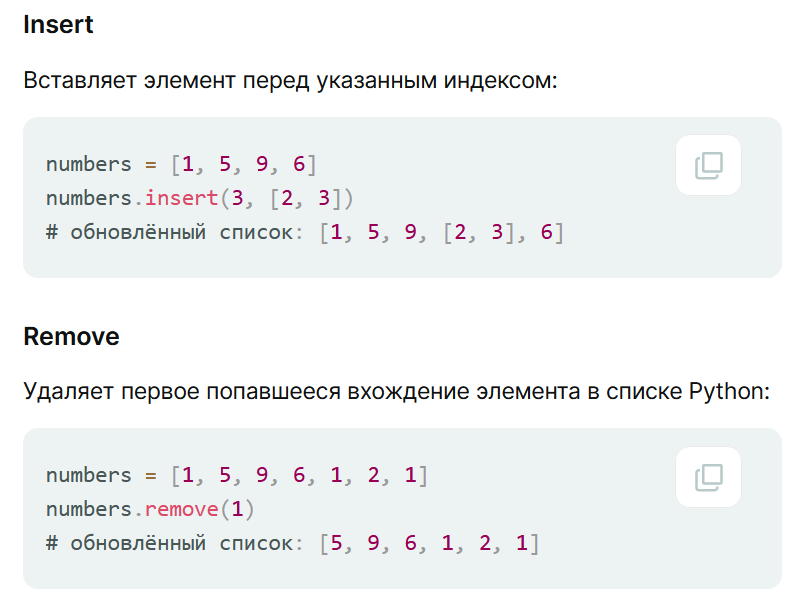 Insert
Вставляет элемент перед указанным индексом:
numbers = [1, 5, 9, 6]
numbers.insert(3, [2, 3])
# обновлённый список: [1, 5, 9, [2, 3], 6]
Remove
Удаляет первое попавшееся вхождение элемента в списке Python:
numbers = [1, 5, 9, 6, 1, 2, 1]
numbers.remove(1)
# обновлённый список: [5, 9, 6, 1, 2, 1]